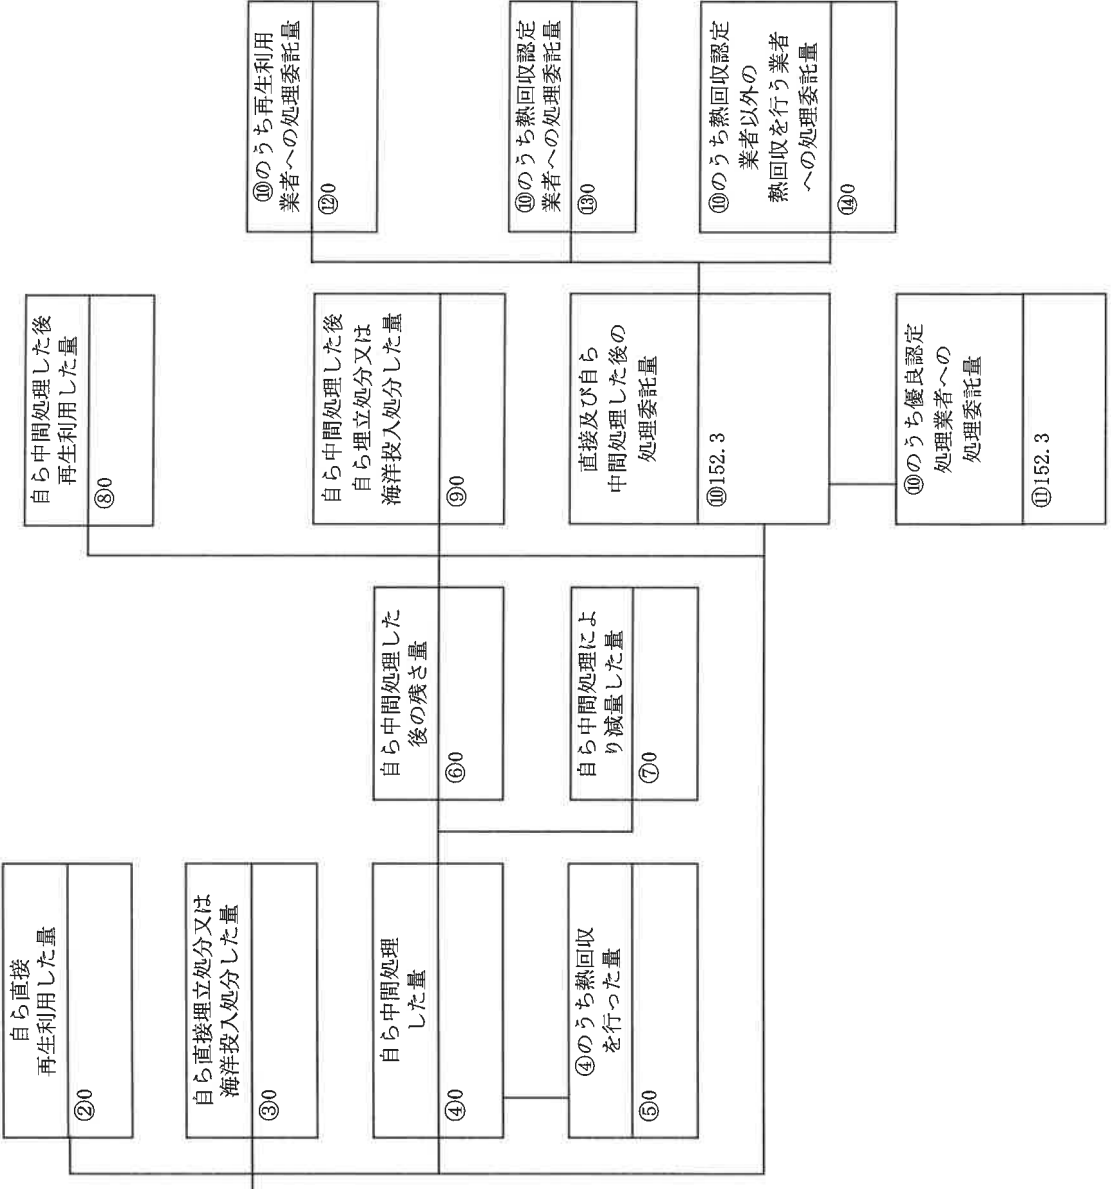 自ら直接
再生利用した量
②0
自ら直接埋立処分又は
海洋投入処分した量
③0
自ら中間処理
した量
④0
④のうち熱回収
を行った量
⑤0
自ら中間処理した
後の残さ量
⑥0
自ら中間処理によ
り減量した量
⑦0
自ら中間処理した後
再生利用した量
⑧0
自ら中間処理した後
自ら埋立処分又は
海洋投入処分した量
⑨0
直接及び自ら
中間処理した後の
処理委託量
⑩152.3
⑩のうち優良認定
処理業者への
処理委託量
⑪152.3
⑩のうち再生利用
業者への処理委託量
⑫0
⑩のうち熱回収認定
業者への処理委託量
⑬0
⑩のうち熱回収認定
業者以外の
熱回収を行う業者
への処理委託量
⑭0